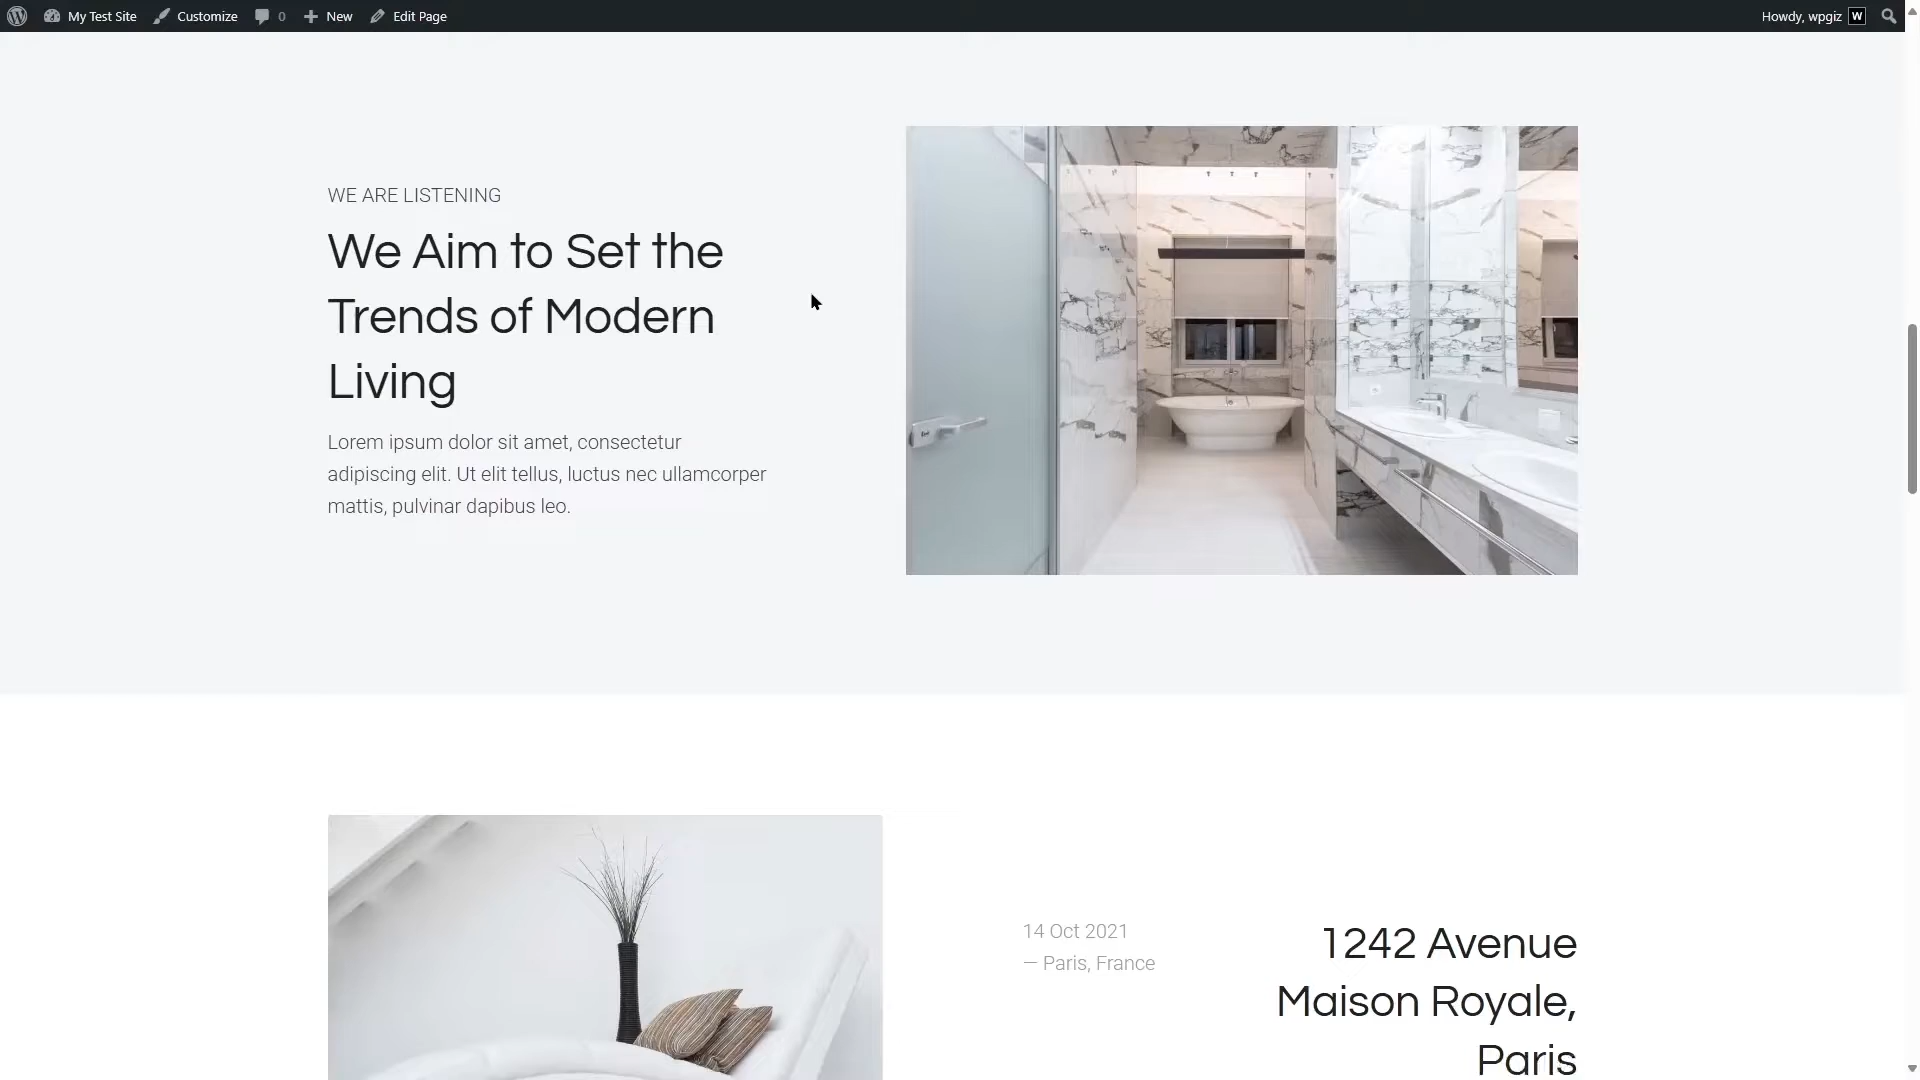 My Test Site Customize 0 New Edit Page Howdy, wpgiz W
WE ARE LISTENING
We Aim to Set the
Trends of Modern
Living
Lorem ipsum dolor sit amet, consectetur
adipiscing elit. Ut elit tellus, luctus nec ullamcorper
mattis, pulvinar dapibus leo.
14 Oct 2021
— Paris, France
1242 Avenue
Maison Royale,
Paris